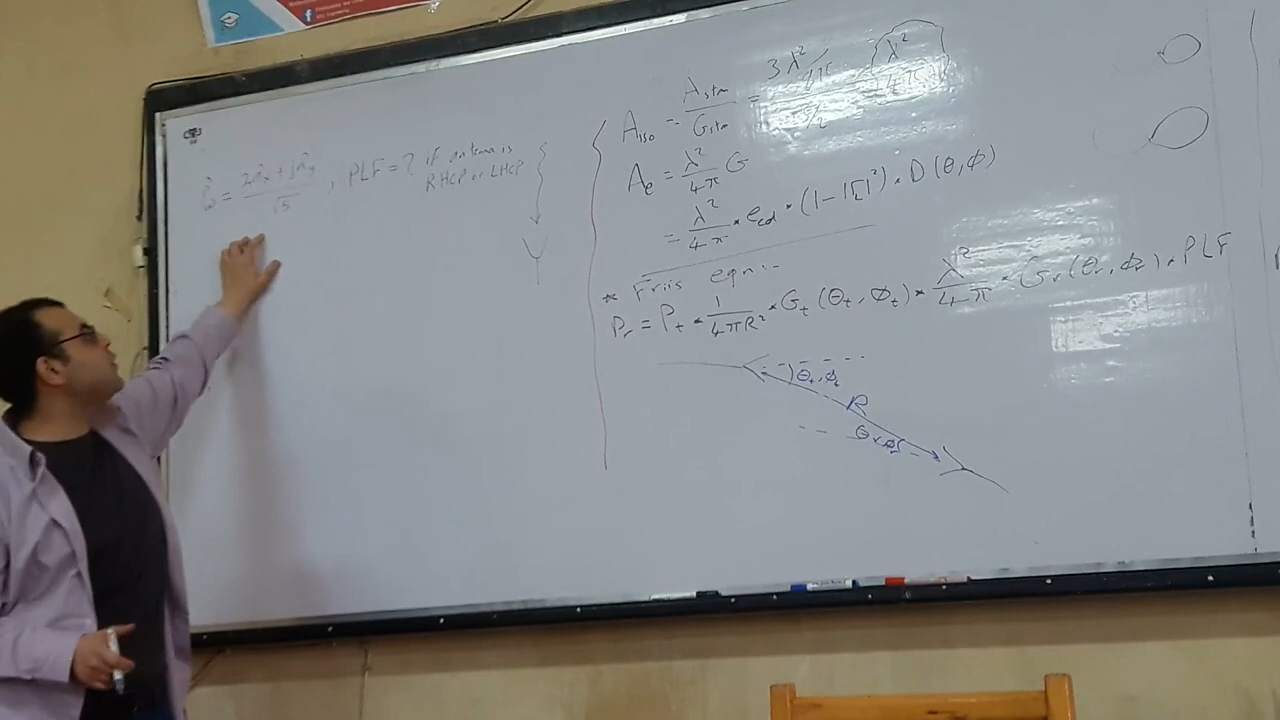 ω̂ = (2âx + jây)/√5 , PLF = ? if antenna is
RHCP or LHCP
A_iso = A_stm/G_stm = (3λ²/)/(5/2) = λ²/4π
A_e = λ²/4π G
= λ²/4π * e_cd * (1-|Γ|²) * D(θ,φ)
* Friis eqn:-
P_r = P_t * 1/4πR² * G_t(θ_t, φ_t) * λ²/4π * G_r(θ_r, φ_r) * PLF
θ_t, φ_t
R
θ_r, φ_r